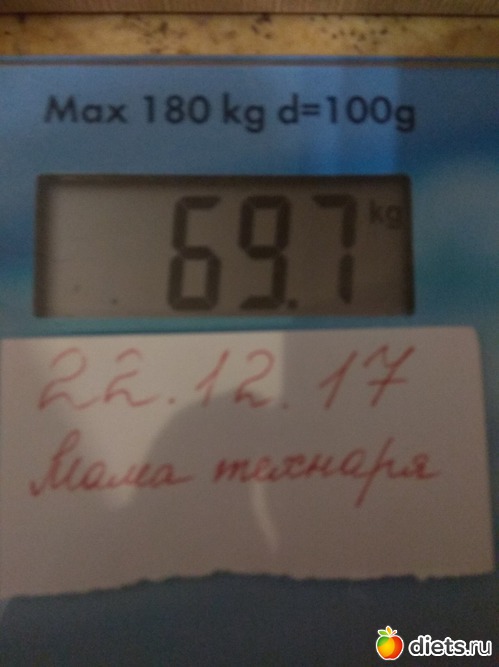 Max 180 kg d=100g
69.7 kg
22.12.17
Мама технаря
diets.ru